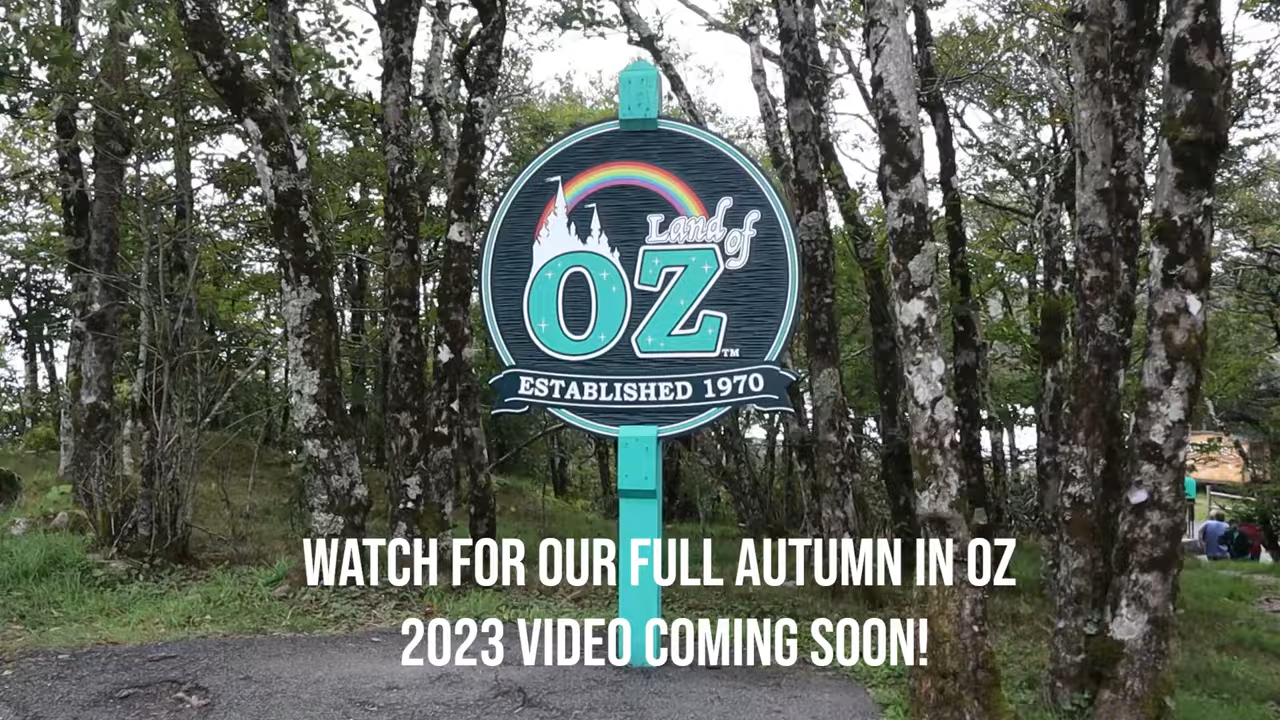 Land of
OZ
TM
ESTABLISHED 1970
WATCH FOR OUR FULL AUTUMN IN OZ
2023 VIDEO COMING SOON!